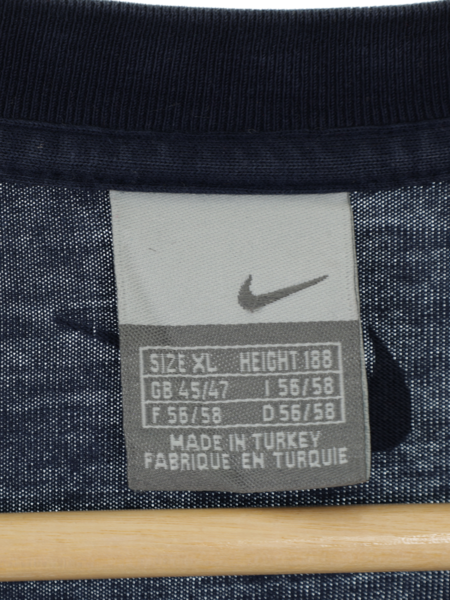 SIZE XL HEIGHT 188
GB 45/47 I 56/58
F 56/58 D 56/58
MADE IN TURKEY
FABRIQUE EN TURQUIE